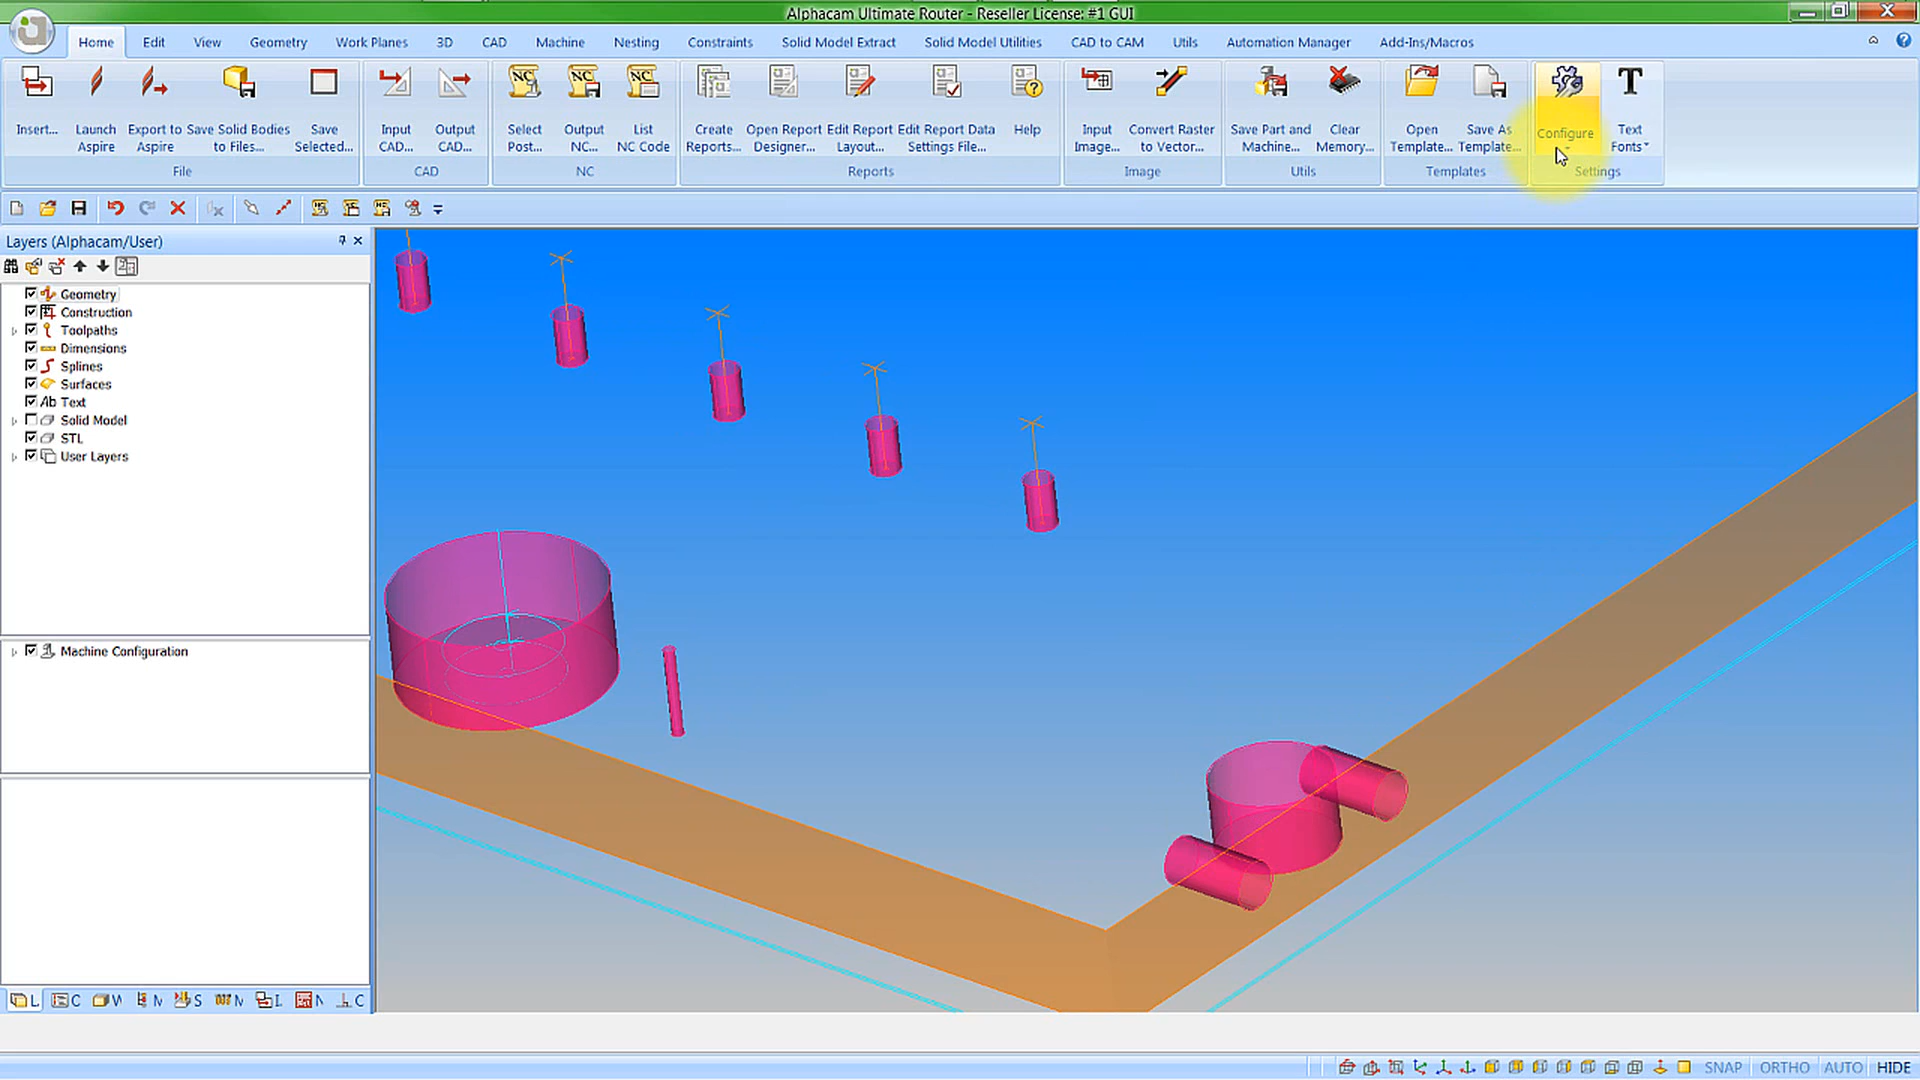 Alphacam Ultimate Router - Reseller License: #1 GUI
Home Edit View Geometry Work Planes 3D CAD Machine Nesting Constraints Solid Model Extract Solid Model Utilities CAD to CAM Utils Automation Manager Add-Ins/Macros
Insert... Launch Aspire Export to Aspire Save Solid Bodies to Files... Save Selected...
File
Input CAD... Output CAD...
CAD
Select Post... Output NC... List NC Code
NC
Create Reports... Open Report Designer... Edit Report Layout... Edit Report Data Settings File... Help
Reports
Input Image... Convert Raster to Vector...
Image
Save Part and Machine... Clear Memory...
Utils
Open Template... Save As Template...
Templates
Configure Text Fonts
Settings
Layers (Alphacam/User)
Geometry
Construction
Toolpaths
Dimensions
Splines
Surfaces
Ab Text
Solid Model
STL
User Layers
Machine Configuration
L C W M S M I N C
SNAP ORTHO AUTO HIDE